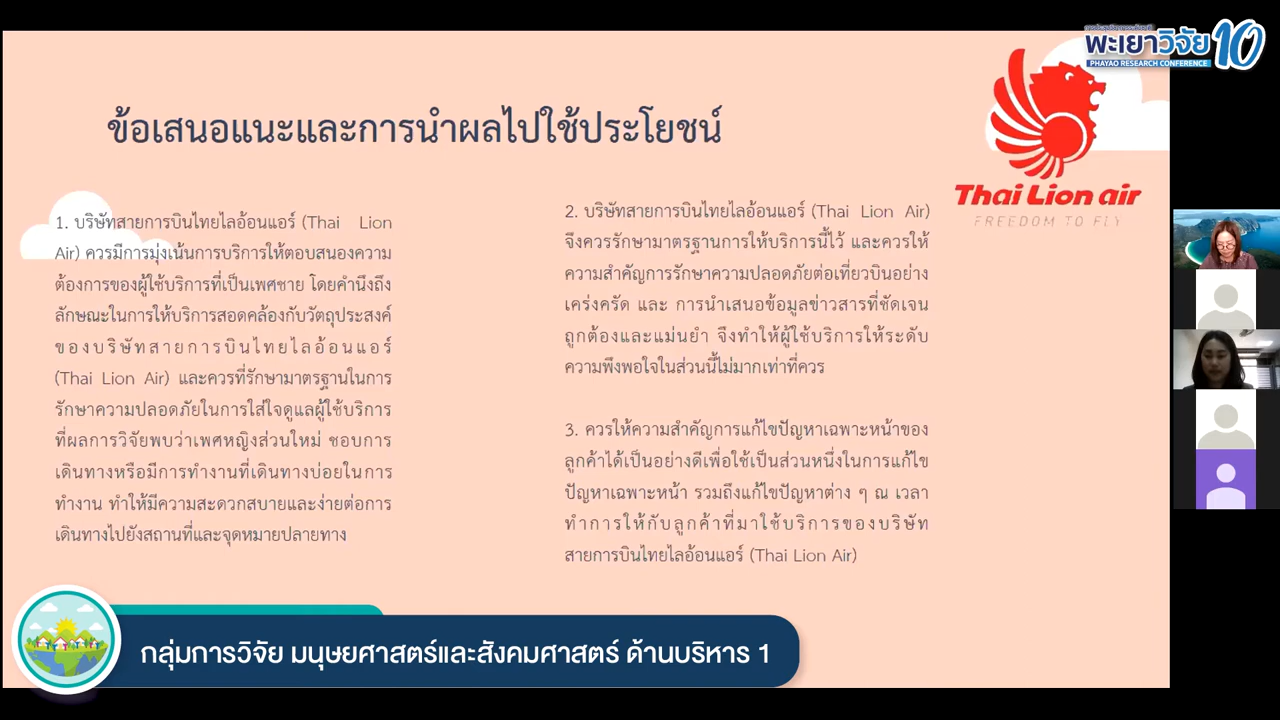 พะเยาวิจัย 10
PHAYAO RESEARCH CONFERENCE
ข้อเสนอแนะและการนำผลไปใช้ประโยชน์
Thai Lion air
FREEDOM TO FLY
1. บริษัทสายการบินไทยไลอ้อนแอร์ (Thai Lion
Air) ควรมีการมุ่งเน้นการบริการให้ตอบสนองความ
ต้องการของผู้ใช้บริการที่เป็นเพศชาย โดยคำนึงถึง
ลักษณะในการให้บริการสอดคล้องกับวัตถุประสงค์
ของบริษัทสายการบินไทยไลอ้อนแอร์
(Thai Lion Air) และควรที่รักษามาตรฐานในการ
รักษาความปลอดภัยในการใส่ใจดูแลผู้ใช้บริการ
ที่ผลการวิจัยพบว่าเพศหญิงส่วนใหม่ ชอบการ
เดินทางหรือมีการทำงานที่เดินทางบ่อยในการ
ทำงาน ทำให้มีความสะดวกสบายและง่ายต่อการ
เดินทางไปยังสถานที่และจุดหมายปลายทาง
2. บริษัทสายการบินไทยไลอ้อนแอร์ (Thai Lion Air)
จึงควรรักษามาตรฐานการให้บริการนี้ไว้ และควรให้
ความสำคัญการรักษาความปลอดภัยต่อเที่ยวบินอย่าง
เคร่งครัด และ การนำเสนอข้อมูลข่าวสารที่ชัดเจน
ถูกต้องและแม่นยำ จึงทำให้ผู้ใช้บริการให้ระดับ
ความพึงพอใจในส่วนนี้ไม่มากเท่าที่ควร
3. ควรให้ความสำคัญการแก้ไขปัญหาเฉพาะหน้าของ
ลูกค้าได้เป็นอย่างดีเพื่อใช้เป็นส่วนหนึ่งในการแก้ไข
ปัญหาเฉพาะหน้า รวมถึงแก้ไขปัญหาต่าง ๆ ณ เวลา
ทำการให้กับลูกค้าที่มาใช้บริการของบริษัท
สายการบินไทยไลอ้อนแอร์ (Thai Lion Air)
กลุ่มการวิจัย มนุษยศาสตร์และสังคมศาสตร์ ด้านบริหาร 1